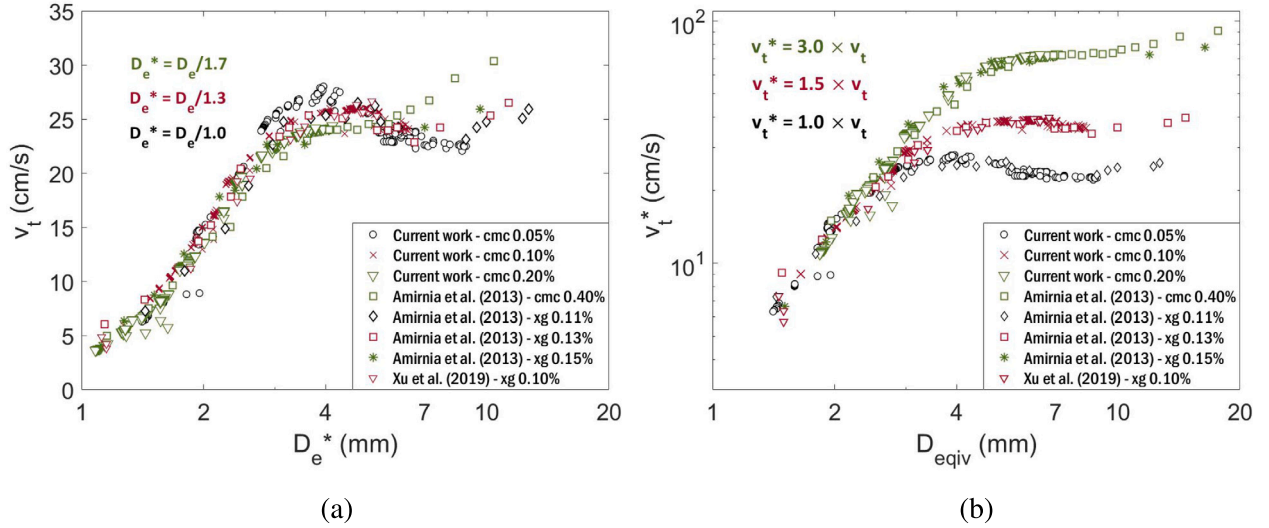 35
30
25
20
15
10
5
0
v_t (cm/s)
D_e* = D_e/1.7
D_e* = D_e/1.3
D_e* = D_e/1.0
Current work - cmc 0.05%
Current work - cmc 0.10%
Current work - cmc 0.20%
Amirnia et al. (2013) - cmc 0.40%
Amirnia et al. (2013) - xg 0.11%
Amirnia et al. (2013) - xg 0.13%
Amirnia et al. (2013) - xg 0.15%
Xu et al. (2019) - xg 0.10%
1 2 4 7 10 20
D_e* (mm)
(a)
10²
10¹
v_t* (cm/s)
v_t* = 3.0 × v_t
v_t* = 1.5 × v_t
v_t* = 1.0 × v_t
Current work - cmc 0.05%
Current work - cmc 0.10%
Current work - cmc 0.20%
Amirnia et al. (2013) - cmc 0.40%
Amirnia et al. (2013) - xg 0.11%
Amirnia et al. (2013) - xg 0.13%
Amirnia et al. (2013) - xg 0.15%
Xu et al. (2019) - xg 0.10%
1 2 4 7 10 20
D_eqiv (mm)
(b)